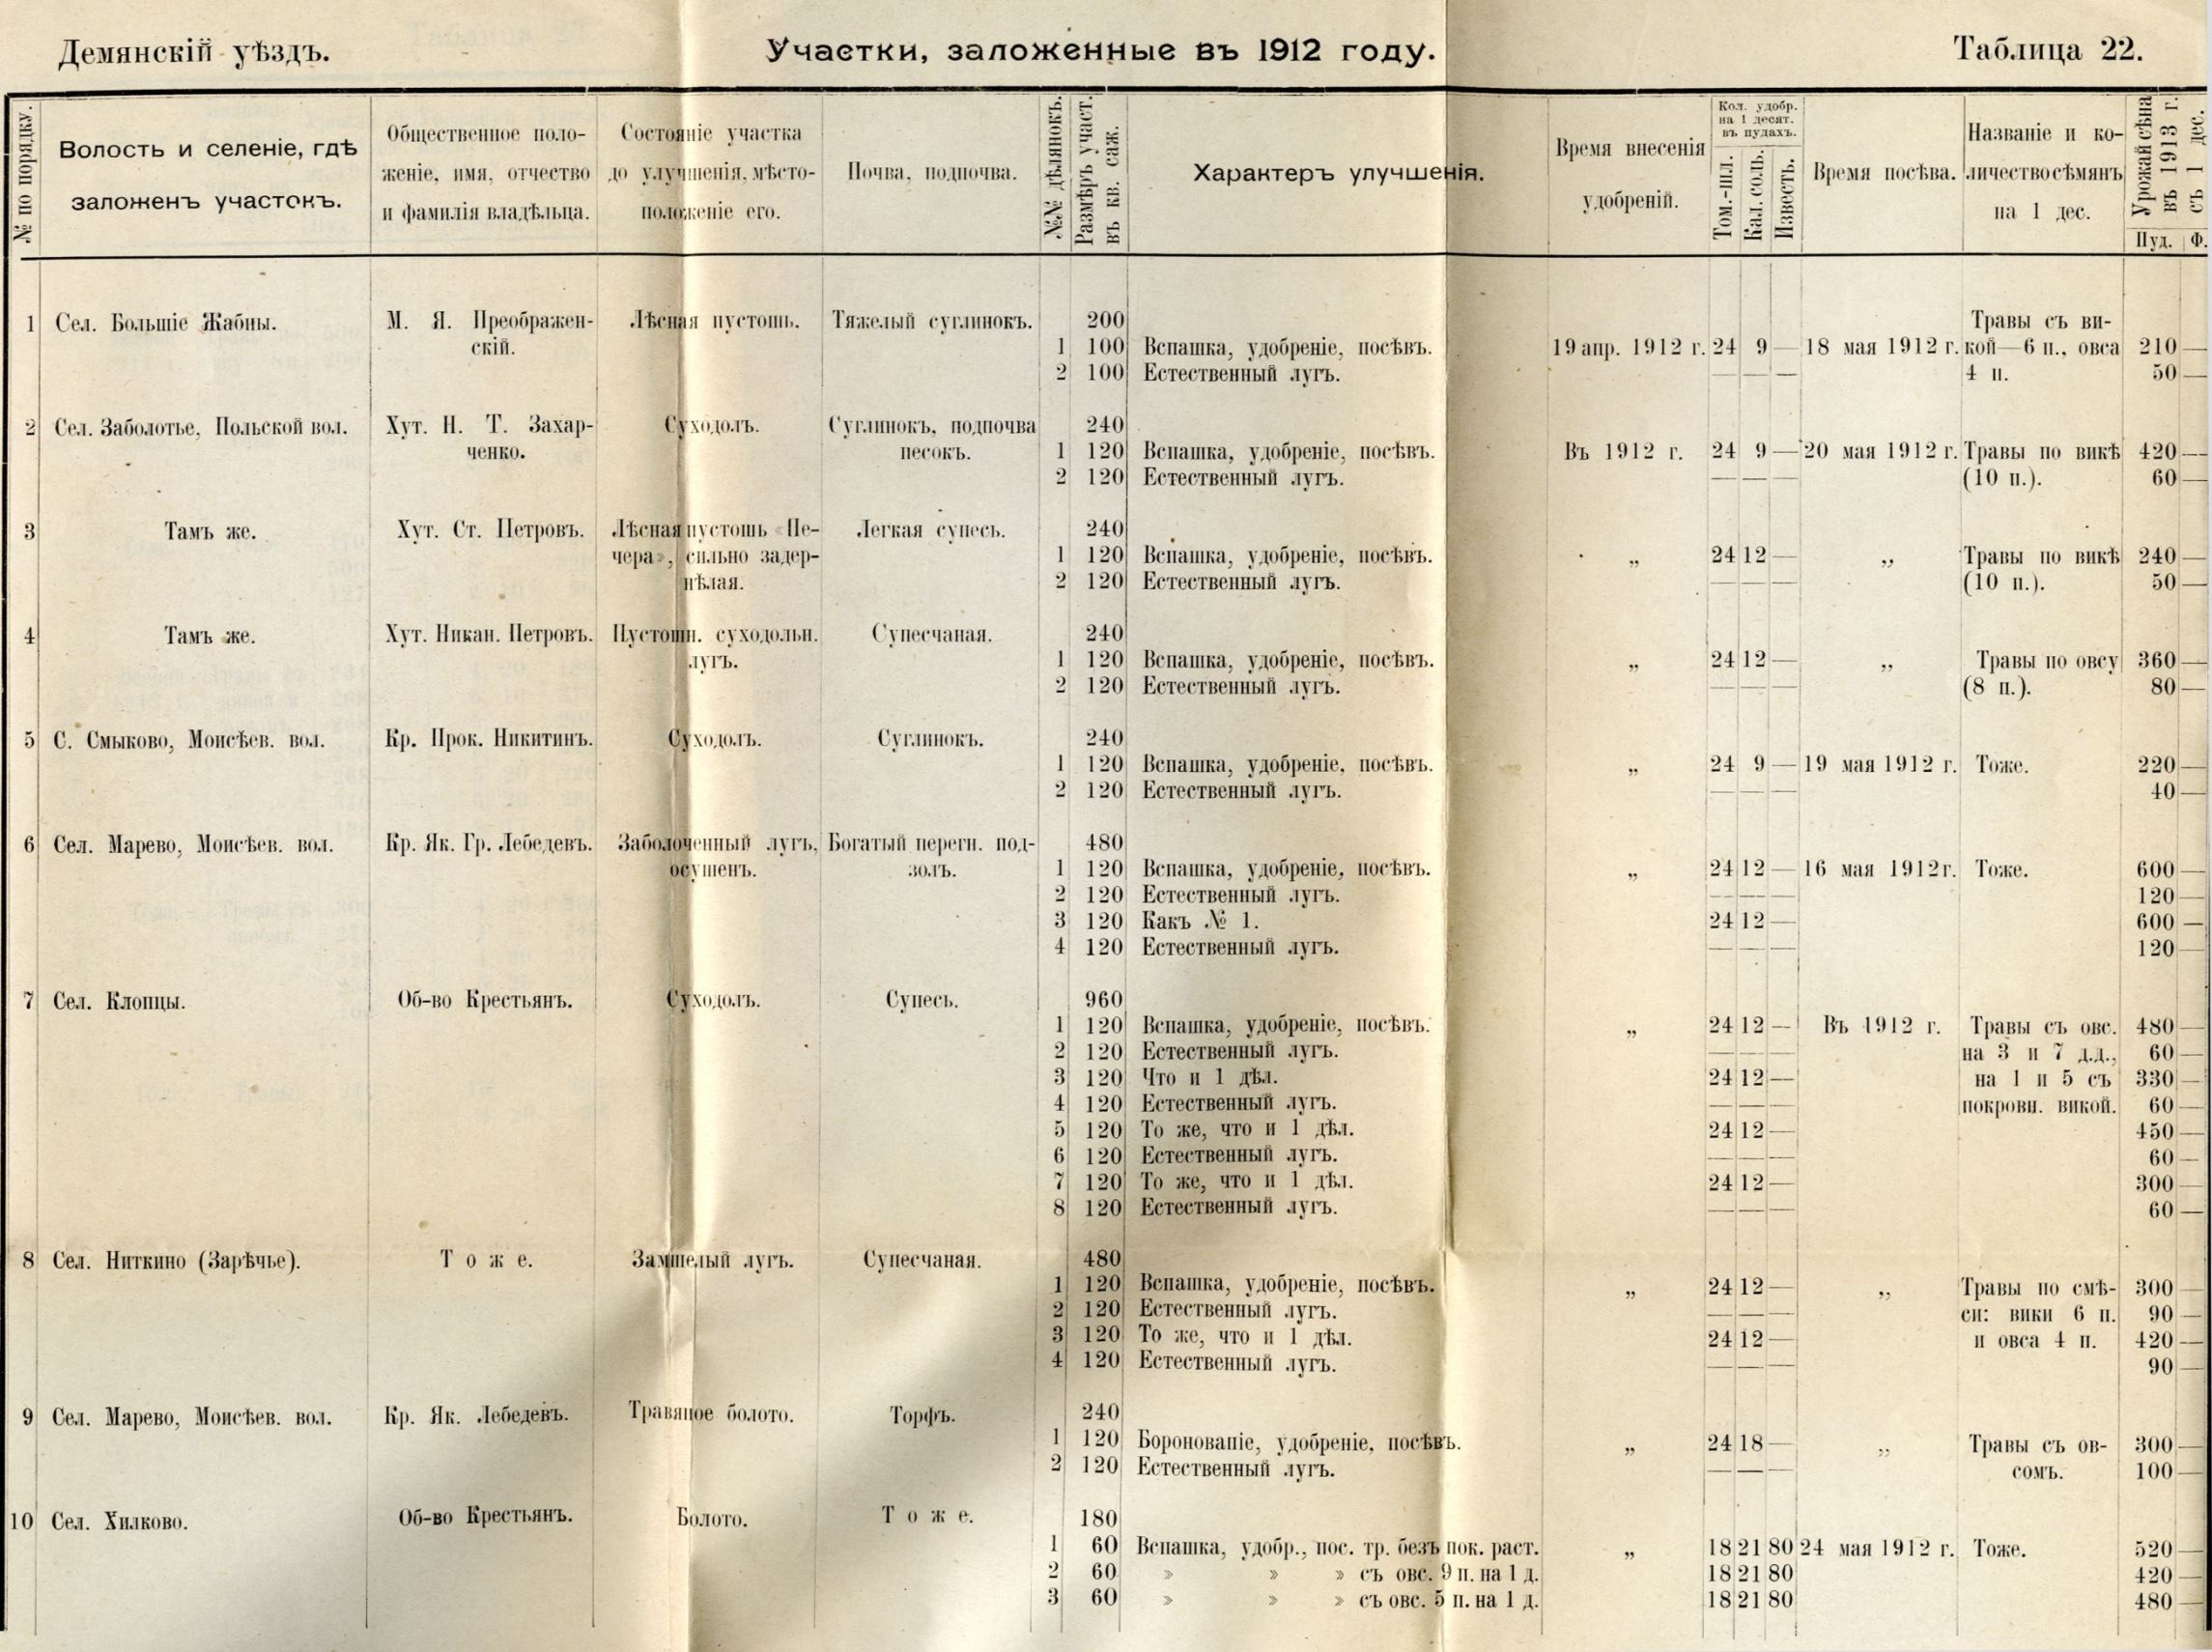 Демянскій уѣздъ. Участки, заложенные въ 1912 году. Таблица 22.
№ по порядку.
Волость и селеніе, гдѣ
заложенъ участокъ.
Общественное поло-
женіе, имя, отчество
и фамилія владѣльца.
Состояніе участка
до улучшенія, мѣсто-
положеніе его.
Почва, подпочва.
№№ дѣлянокъ.
Размѣръ участ.
въ кв. саж.
Характеръ улучшенія.
Время внесенія
удобреній.
Кол. удобр.
на 1 десят.
въ пудахъ.
Том.-шл.
Кал. соль.
Известь.
Время посѣва.
Названіе и ко-
личество сѣмянъ
на 1 дес.
Урожай сѣна
въ 1913 г.
съ 1 дес.
Пуд. Ф.
1 Сел. Большіе Жабны. М. Я. Преображен- Лѣсная пустошь. Тяжелый суглинокъ. 200 Травы съ ви-
скій. 1 100 Вспашка, удобреніе, посѣвъ. 19 апр. 1912 г. 24 9 — 18 мая 1912 г. кой—6 п., овса 210 —
2 100 Естественный лугъ. — — — 4 п. 50 —
2 Сел. Заболотье, Польской вол. Хут. Н. Т. Захар- Суходолъ. Суглинокъ, подпочва 240
ченко. песокъ. 1 120 Вспашка, удобреніе, посѣвъ. Въ 1912 г. 24 9 — 20 мая 1912 г. Травы по викѣ 420 —
2 120 Естественный лугъ. — — — (10 п.). 60 —
3 Тамъ же. Хут. Ст. Петровъ. Лѣсная пустошь «Пе- Легкая супесь. 240
чера», сильно задер- 1 120 Вспашка, удобреніе, посѣвъ. „ 24 12 — „ Травы по викѣ 240 —
нѣлая. 2 120 Естественный лугъ. — — — (10 п.). 50 —
4 Тамъ же. Хут. Никан. Петровъ. Пустошн. суходольн. Супесчаная. 240
лугъ. 1 120 Вспашка, удобреніе, посѣвъ. „ 24 12 — „ Травы по овсу 360 —
2 120 Естественный лугъ. — — — (8 п.). 80 —
5 С. Смыково, Моисѣев. вол. Кр. Прок. Никитинъ. Суходолъ. Суглинокъ. 240
1 120 Вспашка, удобреніе, посѣвъ. „ 24 9 — 19 мая 1912 г. Тоже. 220 —
2 120 Естественный лугъ. — — — 40 —
6 Сел. Марево, Моисѣев. вол. Кр. Як. Гр. Лебедевъ. Заболоченный лугъ, Богатый перегн. под- 480
осушенъ. золъ. 1 120 Вспашка, удобреніе, посѣвъ. „ 24 12 — 16 мая 1912г. Тоже. 600 —
2 120 Естественный лугъ. — — — 120 —
3 120 Какъ № 1. 24 12 — 600 —
4 120 Естественный лугъ. — — — 120 —
7 Сел. Клопцы. Об-во Крестьянъ. Суходолъ. Супесь. 960
1 120 Вспашка, удобреніе, посѣвъ. „ 24 12 — Въ 1912 г. Травы съ овс. 480 —
2 120 Естественный лугъ. — — — на 3 и 7 д.д., 60 —
3 120 Что и 1 дѣл. 24 12 — на 1 и 5 съ 330 —
4 120 Естественный лугъ. — — — покровн. викой. 60 —
5 120 То же, что и 1 дѣл. 24 12 — 450 —
6 120 Естественный лугъ. — — — 60 —
7 120 То же, что и 1 дѣл. 24 12 — 300 —
8 120 Естественный лугъ. — — — 60 —
8 Сел. Ниткино (Зарѣчье). Тоже. Замшелый лугъ. Супесчаная. 480
1 120 Вспашка, удобреніе, посѣвъ. „ 24 12 — „ Травы по смѣ- 300 —
2 120 Естественный лугъ. — — — си: вики 6 п. 90 —
3 120 То же, что и 1 дѣл. 24 12 — и овса 4 п. 420 —
4 120 Естественный лугъ. — — — 90 —
9 Сел. Марево, Моисѣев. вол. Кр. Як. Лебедевъ. Травяное болото. Торфъ. 240
1 120 Боронованіе, удобреніе, посѣвъ. „ 24 18 — „ Травы съ ов- 300 —
2 120 Естественный лугъ. — — — сомъ. 100 —
10 Сел. Хилково. Об-во Крестьянъ. Болото. Тоже. 180
1 60 Вспашка, удобр., пос. тр. безъ пок. раст. „ 18 21 80 24 мая 1912 г. Тоже. 520 —
2 60 » » » съ овс. 9 п. на 1 д. 18 21 80 420 —
3 60 » » » съ овс. 5 п. на 1 д. 18 21 80 480 —